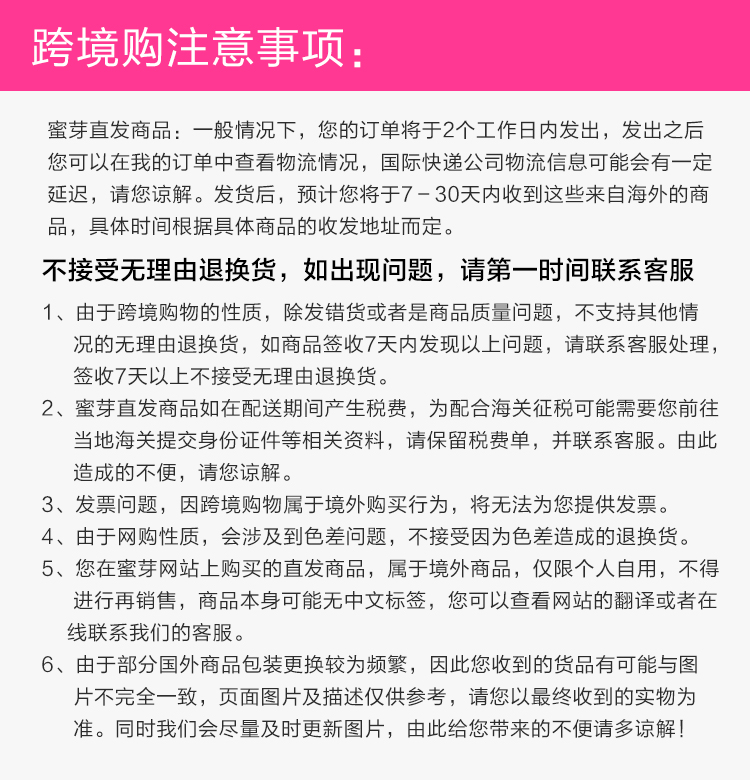 跨境购注意事项：
蜜芽直发商品：一般情况下，您的订单将于2个工作日内发出，发出之后
您可以在我的订单中查看物流情况，国际快递公司物流信息可能会有一定
延迟，请您谅解。发货后，预计您将于7－30天内收到这些来自海外的商
品，具体时间根据具体商品的收发地址而定。
不接受无理由退换货，如出现问题，请第一时间联系客服
1、由于跨境购物的性质，除发错货或者是商品质量问题，不支持其他情
况的无理由退换货，如商品签收7天内发现以上问题，请联系客服处理，
签收7天以上不接受无理由退换货。
2、蜜芽直发商品如在配送期间产生税费，为配合海关征税可能需要您前往
当地海关提交身份证件等相关资料，请保留税费单，并联系客服。由此
造成的不便，请您谅解。
3、发票问题，因跨境购物属于境外购买行为，将无法为您提供发票。
4、由于网购性质，会涉及到色差问题，不接受因为色差造成的退换货。
5、您在蜜芽网站上购买的直发商品，属于境外商品，仅限个人自用，不得
进行再销售，商品本身可能无中文标签，您可以查看网站的翻译或者在
线联系我们的客服。
6、由于部分国外商品包装更换较为频繁，因此您收到的货品有可能与图
片不完全一致，页面图片及描述仅供参考，请您以最终收到的实物为
准。同时我们会尽量及时更新图片，由此给您带来的不便请多谅解！